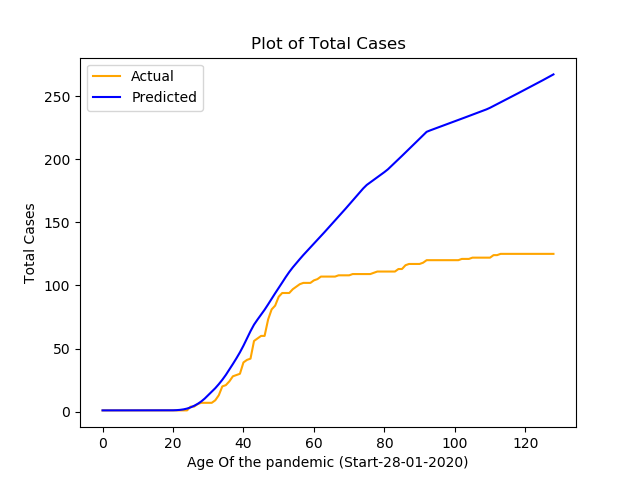 Plot of Total Cases
Actual
Predicted
250
200
150
100
50
0
Total Cases
0 20 40 60 80 100 120
Age Of the pandemic (Start-28-01-2020)